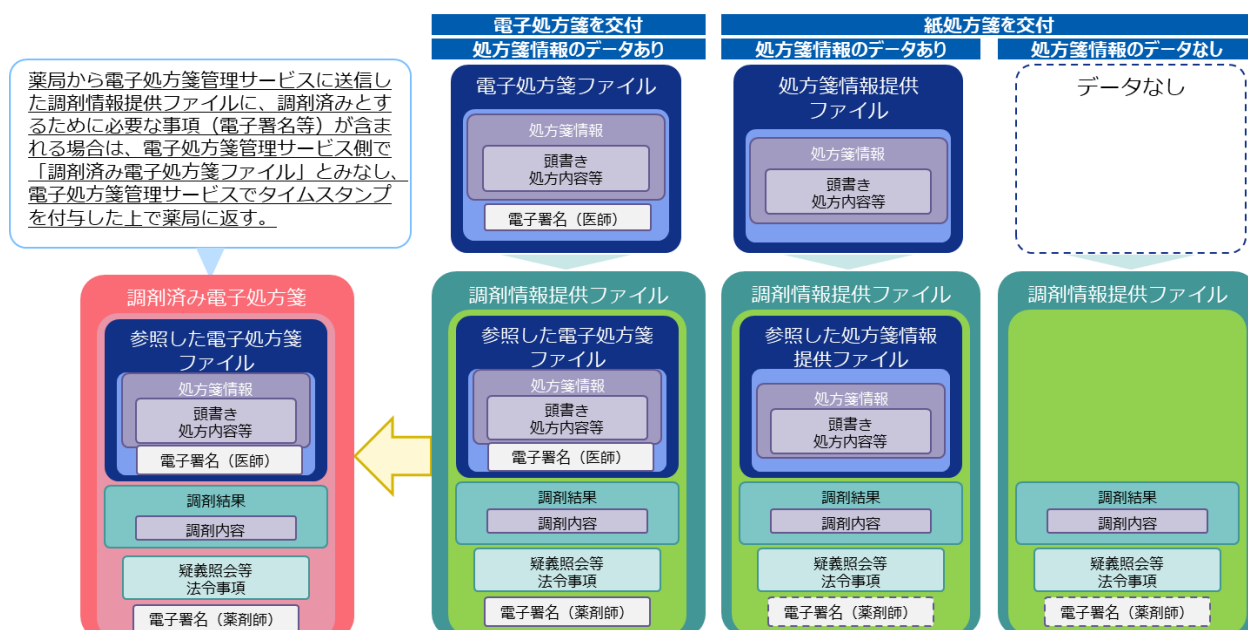 電子処方箋を交付
処方箋情報のデータあり
紙処方箋を交付
処方箋情報のデータあり
処方箋情報のデータなし
薬局から電子処方箋管理サービスに送信し
た調剤情報提供ファイルに、調剤済みとす
るために必要な事項（電子署名等）が含ま
れる場合は、電子処方箋管理サービス側で
「調剤済み電子処方箋ファイル」とみなし、
電子処方箋管理サービスでタイムスタンプ
を付与した上で薬局に返す。
電子処方箋ファイル
処方箋情報
頭書き
処方内容等
電子署名（医師）
処方箋情報提供
ファイル
処方箋情報
頭書き
処方内容等
データなし
調剤済み電子処方箋
参照した電子処方箋
ファイル
処方箋情報
頭書き
処方内容等
電子署名（医師）
調剤結果
調剤内容
疑義照会等
法令事項
電子署名（薬剤師）
調剤情報提供ファイル
参照した電子処方箋
ファイル
処方箋情報
頭書き
処方内容等
電子署名（医師）
調剤結果
調剤内容
疑義照会等
法令事項
電子署名（薬剤師）
調剤情報提供ファイル
参照した処方箋情報
提供ファイル
処方箋情報
頭書き
処方内容等
調剤結果
調剤内容
疑義照会等
法令事項
電子署名（薬剤師）
調剤情報提供ファイル
調剤結果
調剤内容
疑義照会等
法令事項
電子署名（薬剤師）